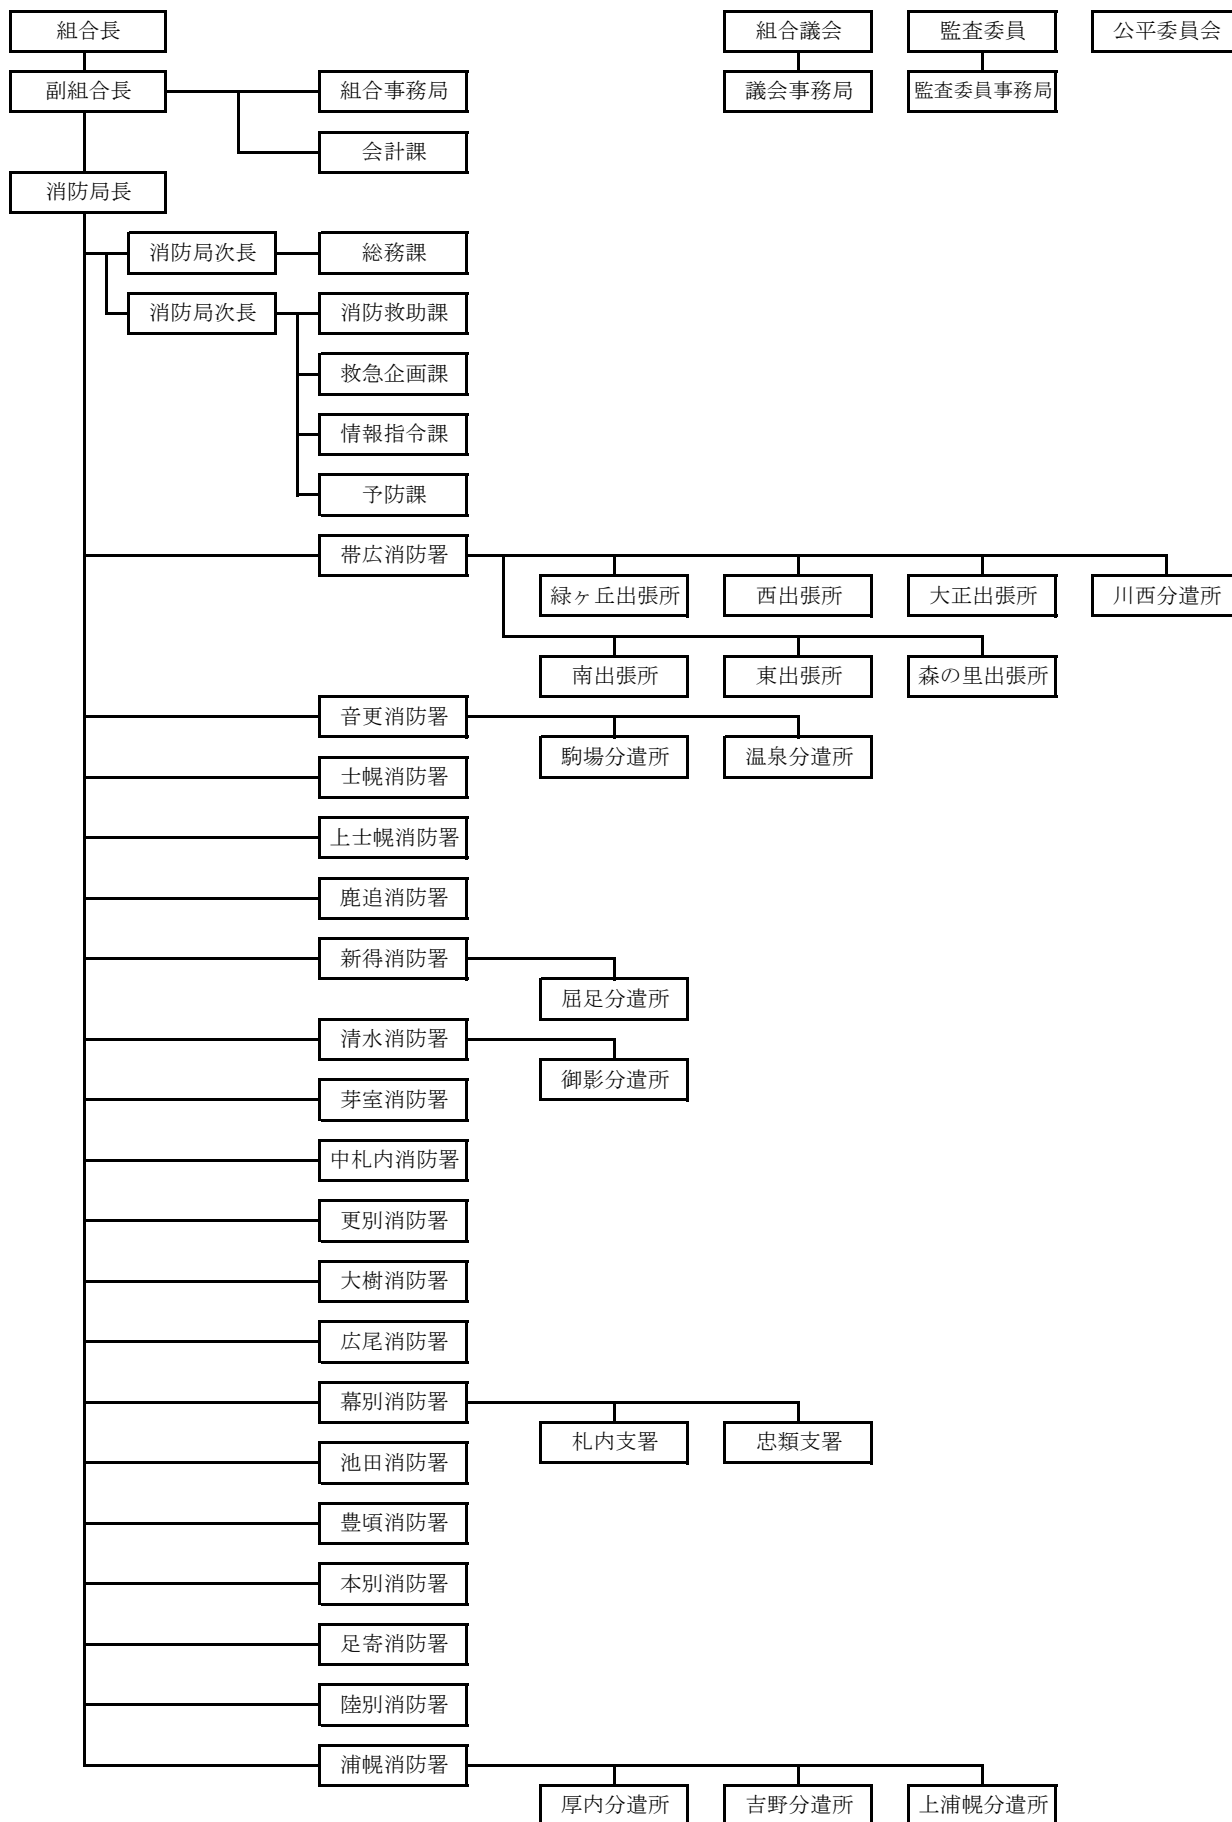 組合長
組合議会
監査委員
公平委員会
副組合長
組合事務局
議会事務局
監査委員事務局
会計課
消防局長
消防局次長
総務課
消防局次長
消防救助課
救急企画課
情報指令課
予防課
帯広消防署
緑ヶ丘出張所
西出張所
大正出張所
川西分遣所
南出張所
東出張所
森の里出張所
音更消防署
駒場分遣所
温泉分遣所
士幌消防署
上士幌消防署
鹿追消防署
新得消防署
屈足分遣所
清水消防署
御影分遣所
芽室消防署
中札内消防署
更別消防署
大樹消防署
広尾消防署
幕別消防署
札内支署
忠類支署
池田消防署
豊頃消防署
本別消防署
足寄消防署
陸別消防署
浦幌消防署
厚内分遣所
吉野分遣所
上浦幌分遣所